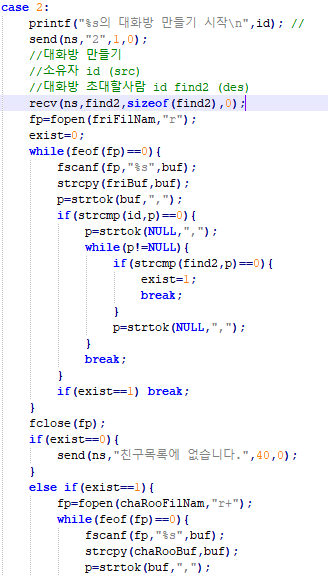 case 2:
printf("%s의 대화방 만들기 시작\n",id); //
send(ns,"2",1,0);
//대화방 만들기
//소유자 id (src)
//대화방 초대할사람 id find2 (des)
recv(ns,find2,sizeof(find2),0);
fp=fopen(friFilNam,"r");
exist=0;
while(feof(fp)==0){
fscanf(fp,"%s",buf);
strcpy(friBuf,buf);
p=strtok(buf,",");
if(strcmp(id,p)==0){
p=strtok(NULL,",");
while(p!=NULL){
if(strcmp(find2,p)==0){
exist=1;
break;
}
p=strtok(NULL,",");
}
break;
}
if(exist==1) break;
}
fclose(fp);
if(exist==0){
send(ns,"친구목록에 없습니다.",40,0);
}
else if(exist==1){
fp=fopen(chaRooFilNam,"r+");
while(feof(fp)==0){
fscanf(fp,"%s",buf);
strcpy(chaRooBuf,buf);
p=strtok(buf,",");